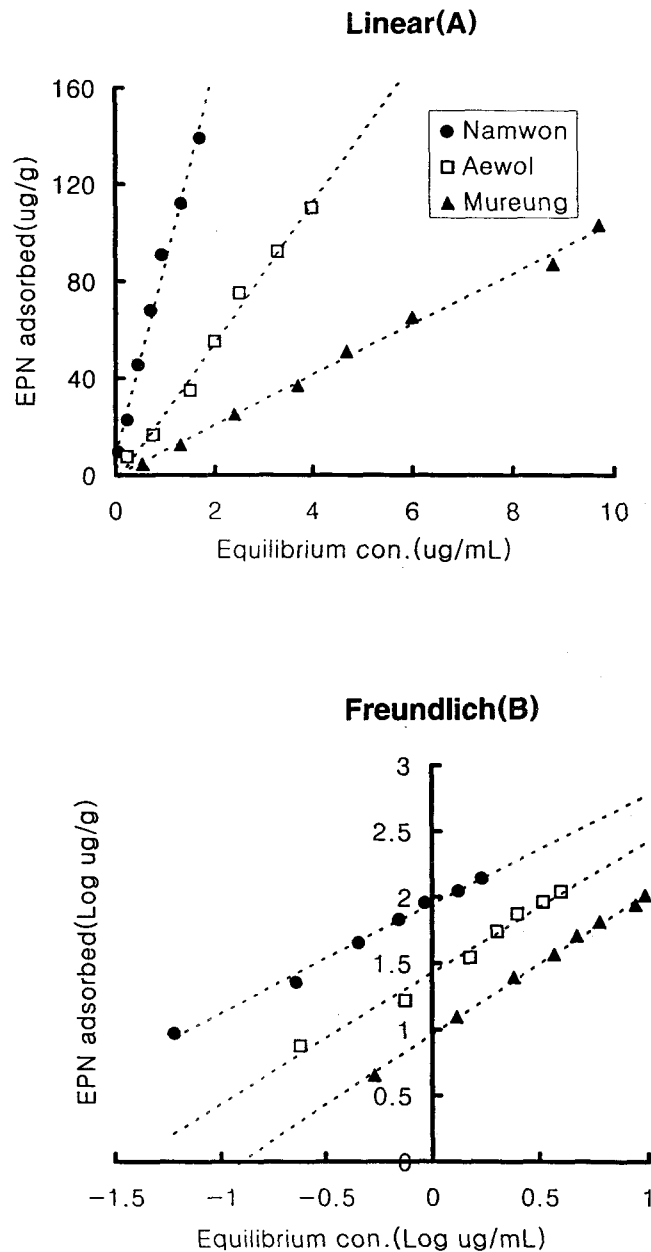 Linear(A)
160
120
80
40
0
EPN adsorbed(ug/g)
Namwon
Aewol
Mureung
0 2 4 6 8 10
Equilibrium con.(ug/mL)
Freundlich(B)
3
2.5
2
1.5
1
0.5
0
EPN adsorbed(Log ug/g)
−1.5 −1 −0.5 0 0.5 1
Equilibrium con.(Log ug/mL)